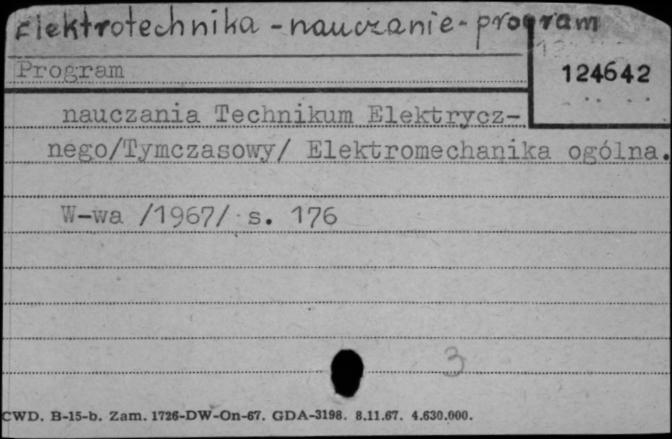 Elektrotechnika - nauczanie - program
Program
124642
nauczania Technikum Elektrycz-
nego/Tymczasowy/ Elektromechanika ogólna.
W-wa /1967/ s. 176
3
CWD. B-15-b. Zam. 1726-DW-On-67. GDA-3198. 8.11.67. 4.630.000.